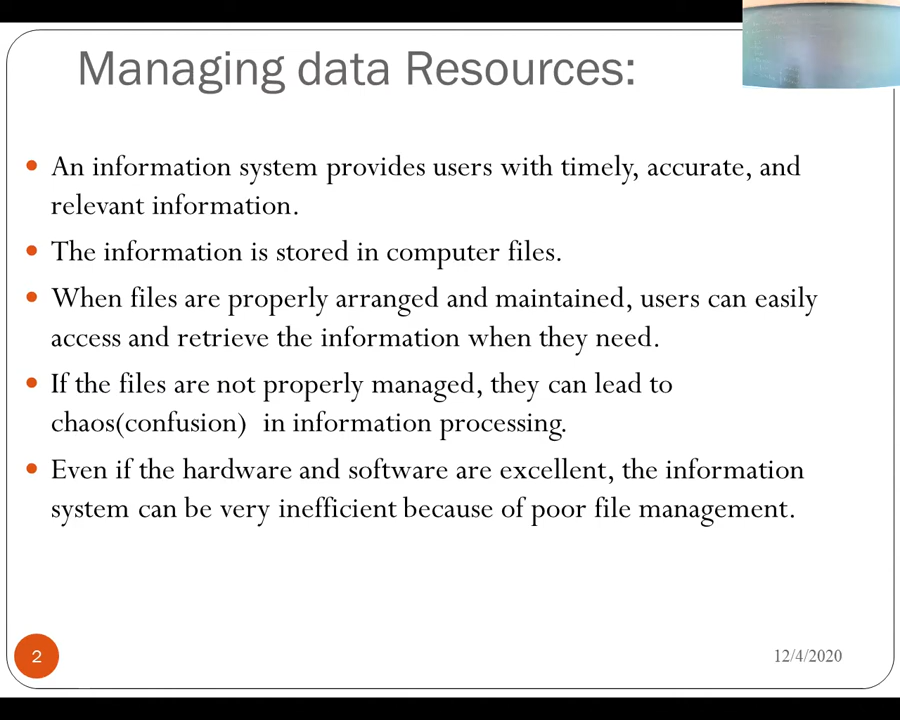 Managing data Resources:
An information system provides users with timely, accurate, and
relevant information.
The information is stored in computer files.
When files are properly arranged and maintained, users can easily
access and retrieve the information when they need.
If the files are not properly managed, they can lead to
chaos(confusion)  in information processing.
Even if the hardware and software are excellent, the information
system can be very inefficient because of poor file management.
2
12/4/2020